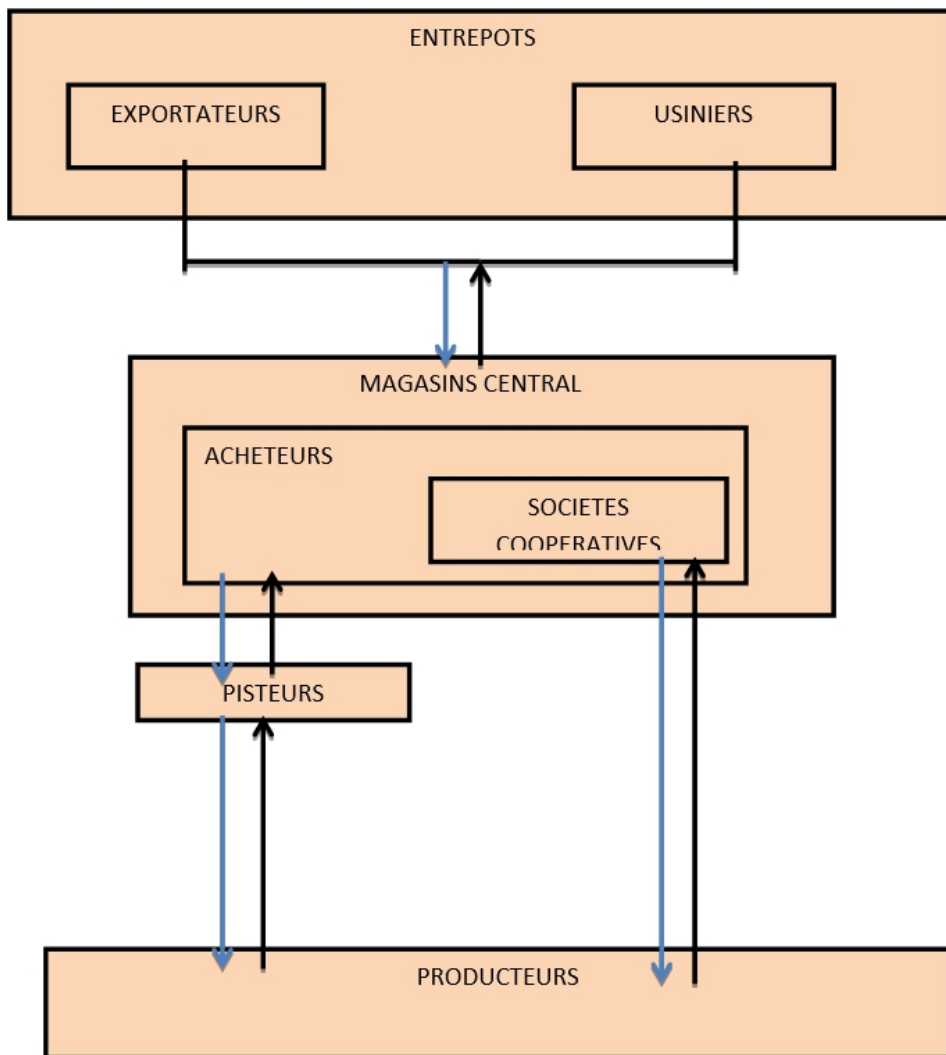 ENTREPOTS
EXPORTATEURS
USINIERS
MAGASINS CENTRAL
ACHETEURS
SOCIETES
COOPERATIVES
PISTEURS
PRODUCTEURS